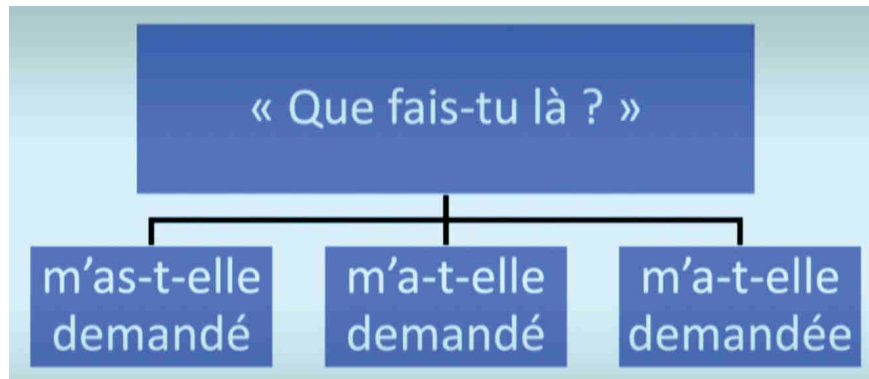 « Que fais-tu là ? »
m'as-t-elle
demandé
m'a-t-elle
demandé
m'a-t-elle
demandée